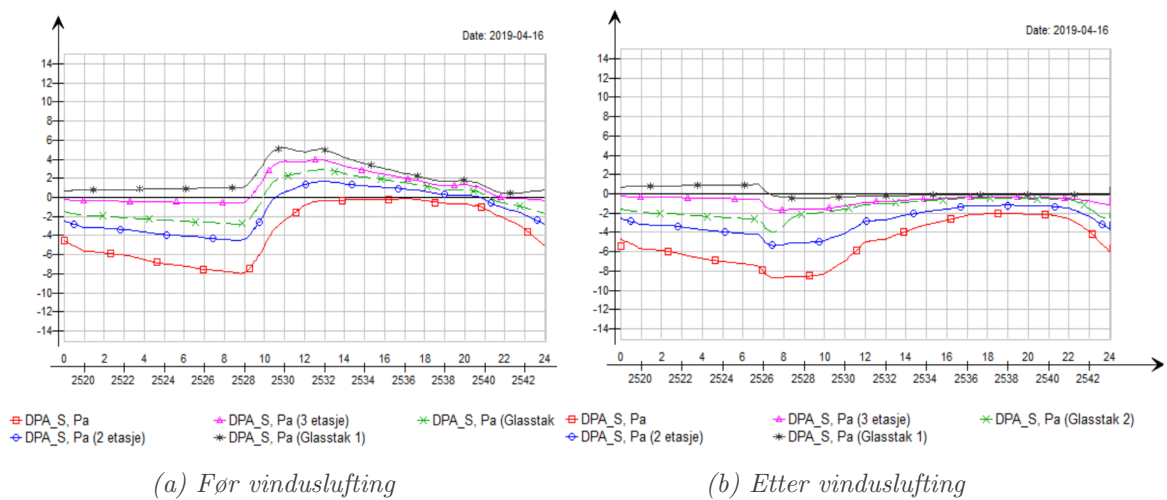 Date: 2019-04-16
14
12
10
8
6
4
2
0
-2
-4
-6
-8
-10
-12
-14
0 2 4 6 8 10 12 14 16 18 20 22 24
2520 2522 2524 2526 2528 2530 2532 2534 2536 2538 2540 2542
DPA_S, Pa DPA_S, Pa (3 etasje) DPA_S, Pa (Glasstak
DPA_S, Pa (2 etasje) DPA_S, Pa (Glasstak 1)
(a) Før vinduslufting
Date: 2019-04-16
14
12
10
8
6
4
2
0
-2
-4
-6
-8
-10
-12
-14
0 2 4 6 8 10 12 14 16 18 20 22 24
2520 2522 2524 2526 2528 2530 2532 2534 2536 2538 2540 2542
DPA_S, Pa DPA_S, Pa (3 etasje) DPA_S, Pa (Glasstak 2)
DPA_S, Pa (2 etasje) DPA_S, Pa (Glasstak 1)
(b) Etter vinduslufting